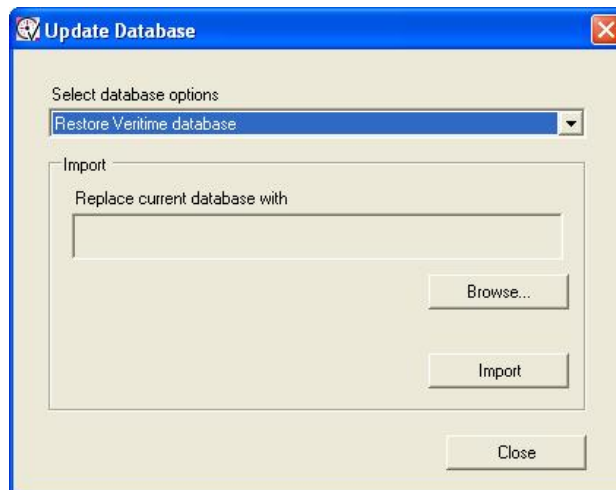 Update Database
Select database options
Restore Veritime database
Import
Replace current database with
Browse...
Import
Close